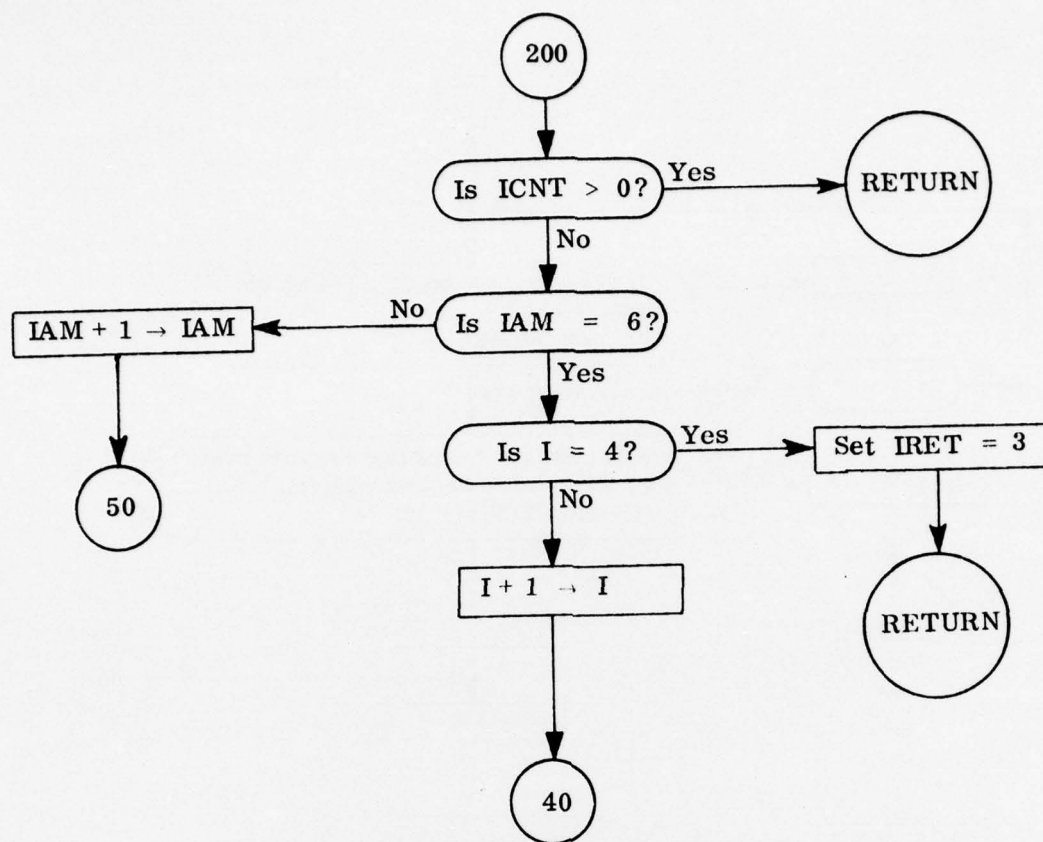 200
Is ICNT > 0?
Yes
RETURN
No
Is IAM = 6?
No
IAM + 1 → IAM
Yes
50
Is I = 4?
Yes
Set IRET = 3
No
I + 1 → I
RETURN
40